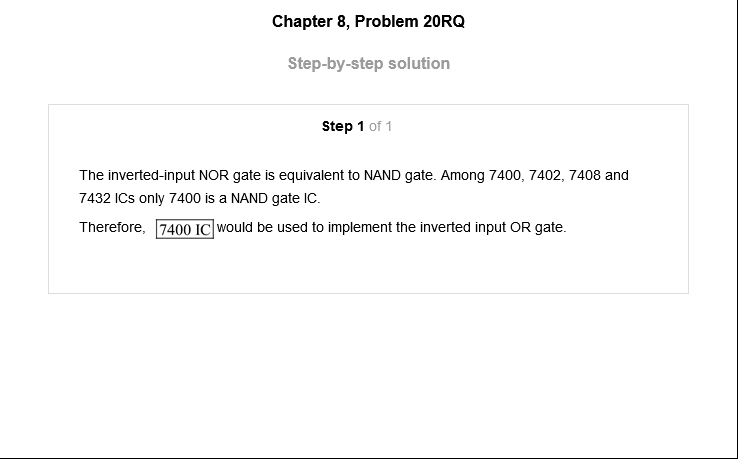 Chapter 8, Problem 20RQ
Step-by-step solution
Step 1 of 1
The inverted-input NOR gate is equivalent to NAND gate. Among 7400, 7402, 7408 and
7432 ICs only 7400 is a NAND gate IC.
Therefore, 7400 IC would be used to implement the inverted input OR gate.